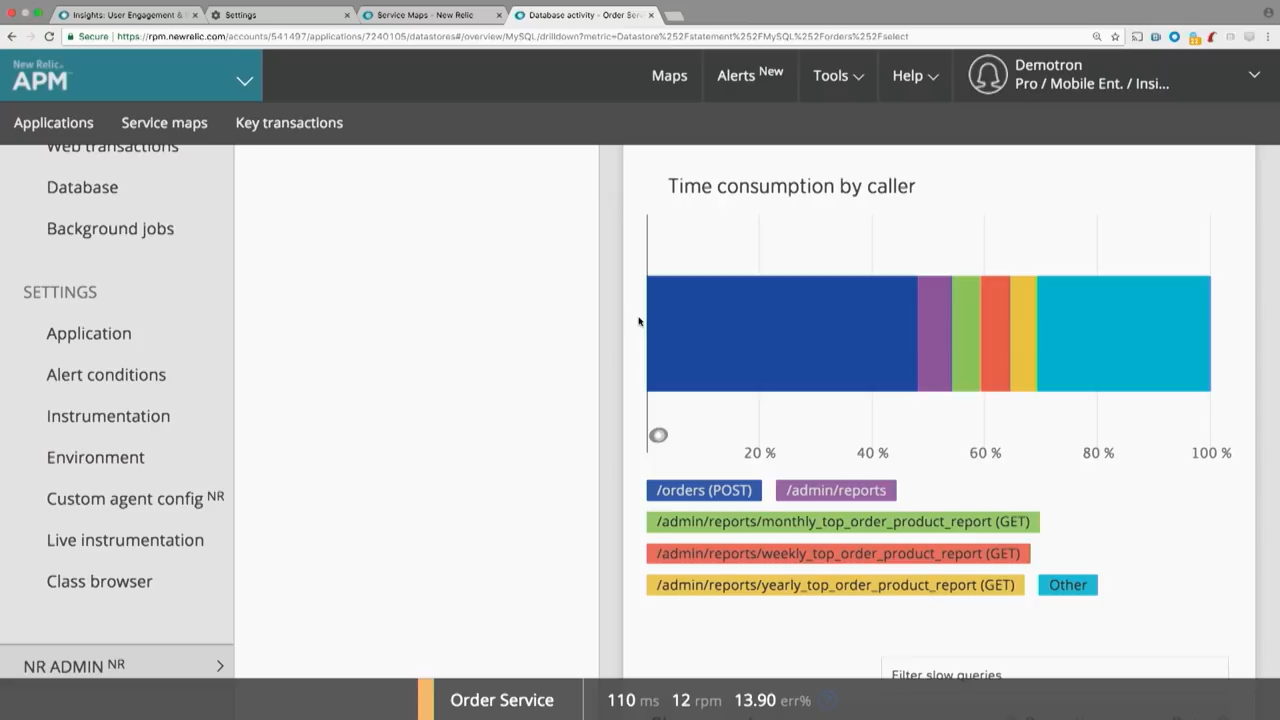 Insights: User Engagement &
Settings
Service Maps - New Relic
Database activity - Order Ser
Secure | https://rpm.newrelic.com/accounts/541497/applications/7240105/datastores#/overview/MySQL/drilldown?metric=Datastore%252Fstatement%252FMySQL%252Forders%252Fselect
New Relic
APM
Maps
Alerts New
Tools
Help
Demotron
Pro / Mobile Ent. / Insi...
Applications
Service maps
Key transactions
Web transactions
Database
Background jobs
SETTINGS
Application
Alert conditions
Instrumentation
Environment
Custom agent config NR
Live instrumentation
Class browser
NR ADMIN NR
Time consumption by caller
20 %
40 %
60 %
80 %
100 %
/orders (POST)
/admin/reports
/admin/reports/monthly_top_order_product_report (GET)
/admin/reports/weekly_top_order_product_report (GET)
/admin/reports/yearly_top_order_product_report (GET)
Other
Filter slow queries
Order Service
110 ms
12 rpm
13.90 err%